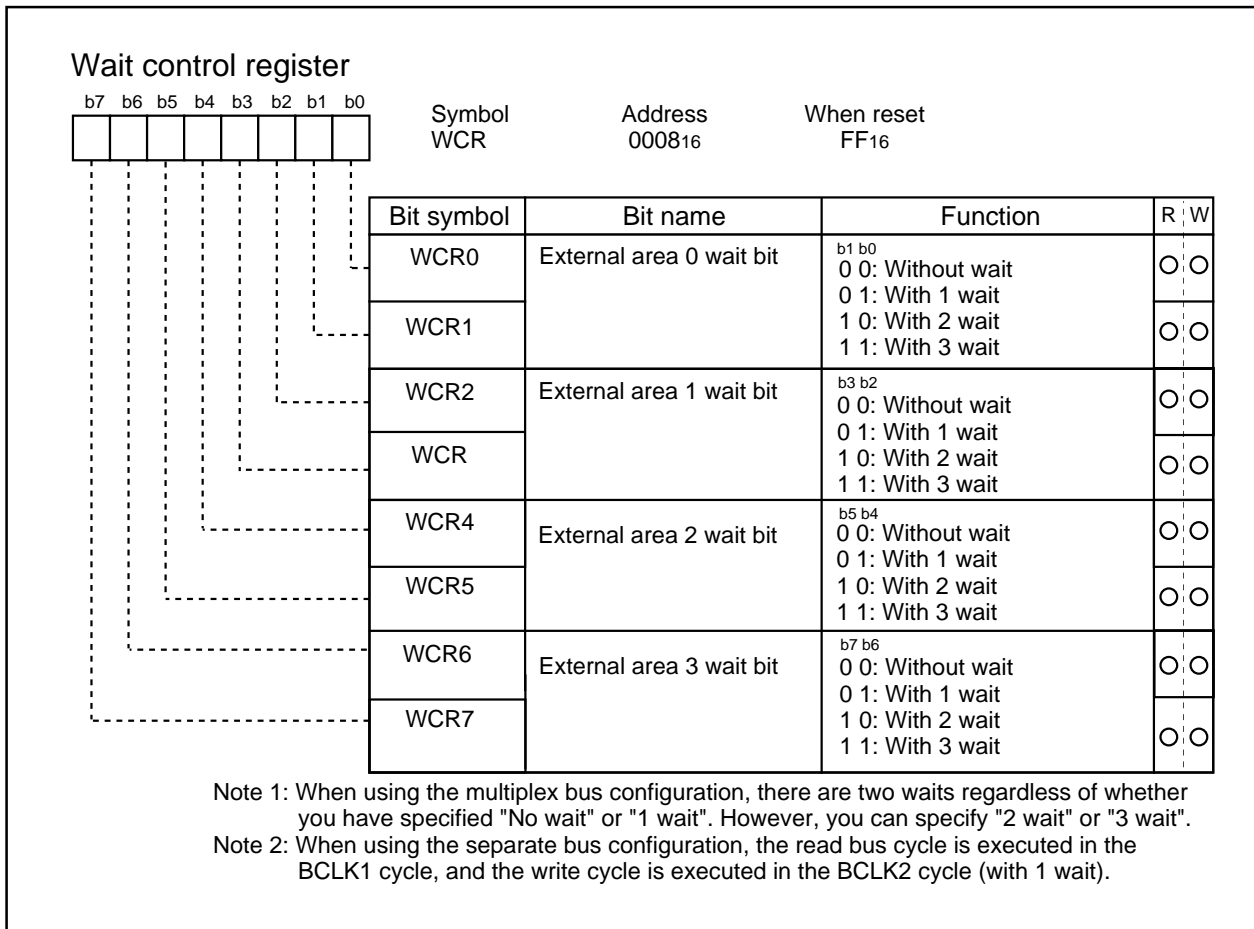 Wait control register
b7 b6 b5 b4 b3 b2 b1 b0
Symbol Address When reset
WCR 000816 FF16
Bit symbol Bit name Function R W
WCR0 External area 0 wait bit b1 b0
0 0: Without wait
0 1: With 1 wait
WCR1 1 0: With 2 wait
1 1: With 3 wait
WCR2 External area 1 wait bit b3 b2
0 0: Without wait
0 1: With 1 wait
WCR 1 0: With 2 wait
1 1: With 3 wait
WCR4 External area 2 wait bit b5 b4
0 0: Without wait
0 1: With 1 wait
WCR5 1 0: With 2 wait
1 1: With 3 wait
WCR6 External area 3 wait bit b7 b6
0 0: Without wait
0 1: With 1 wait
WCR7 1 0: With 2 wait
1 1: With 3 wait
Note 1: When using the multiplex bus configuration, there are two waits regardless of whether
you have specified "No wait" or "1 wait". However, you can specify "2 wait" or "3 wait".
Note 2: When using the separate bus configuration, the read bus cycle is executed in the
BCLK1 cycle, and the write cycle is executed in the BCLK2 cycle (with 1 wait).